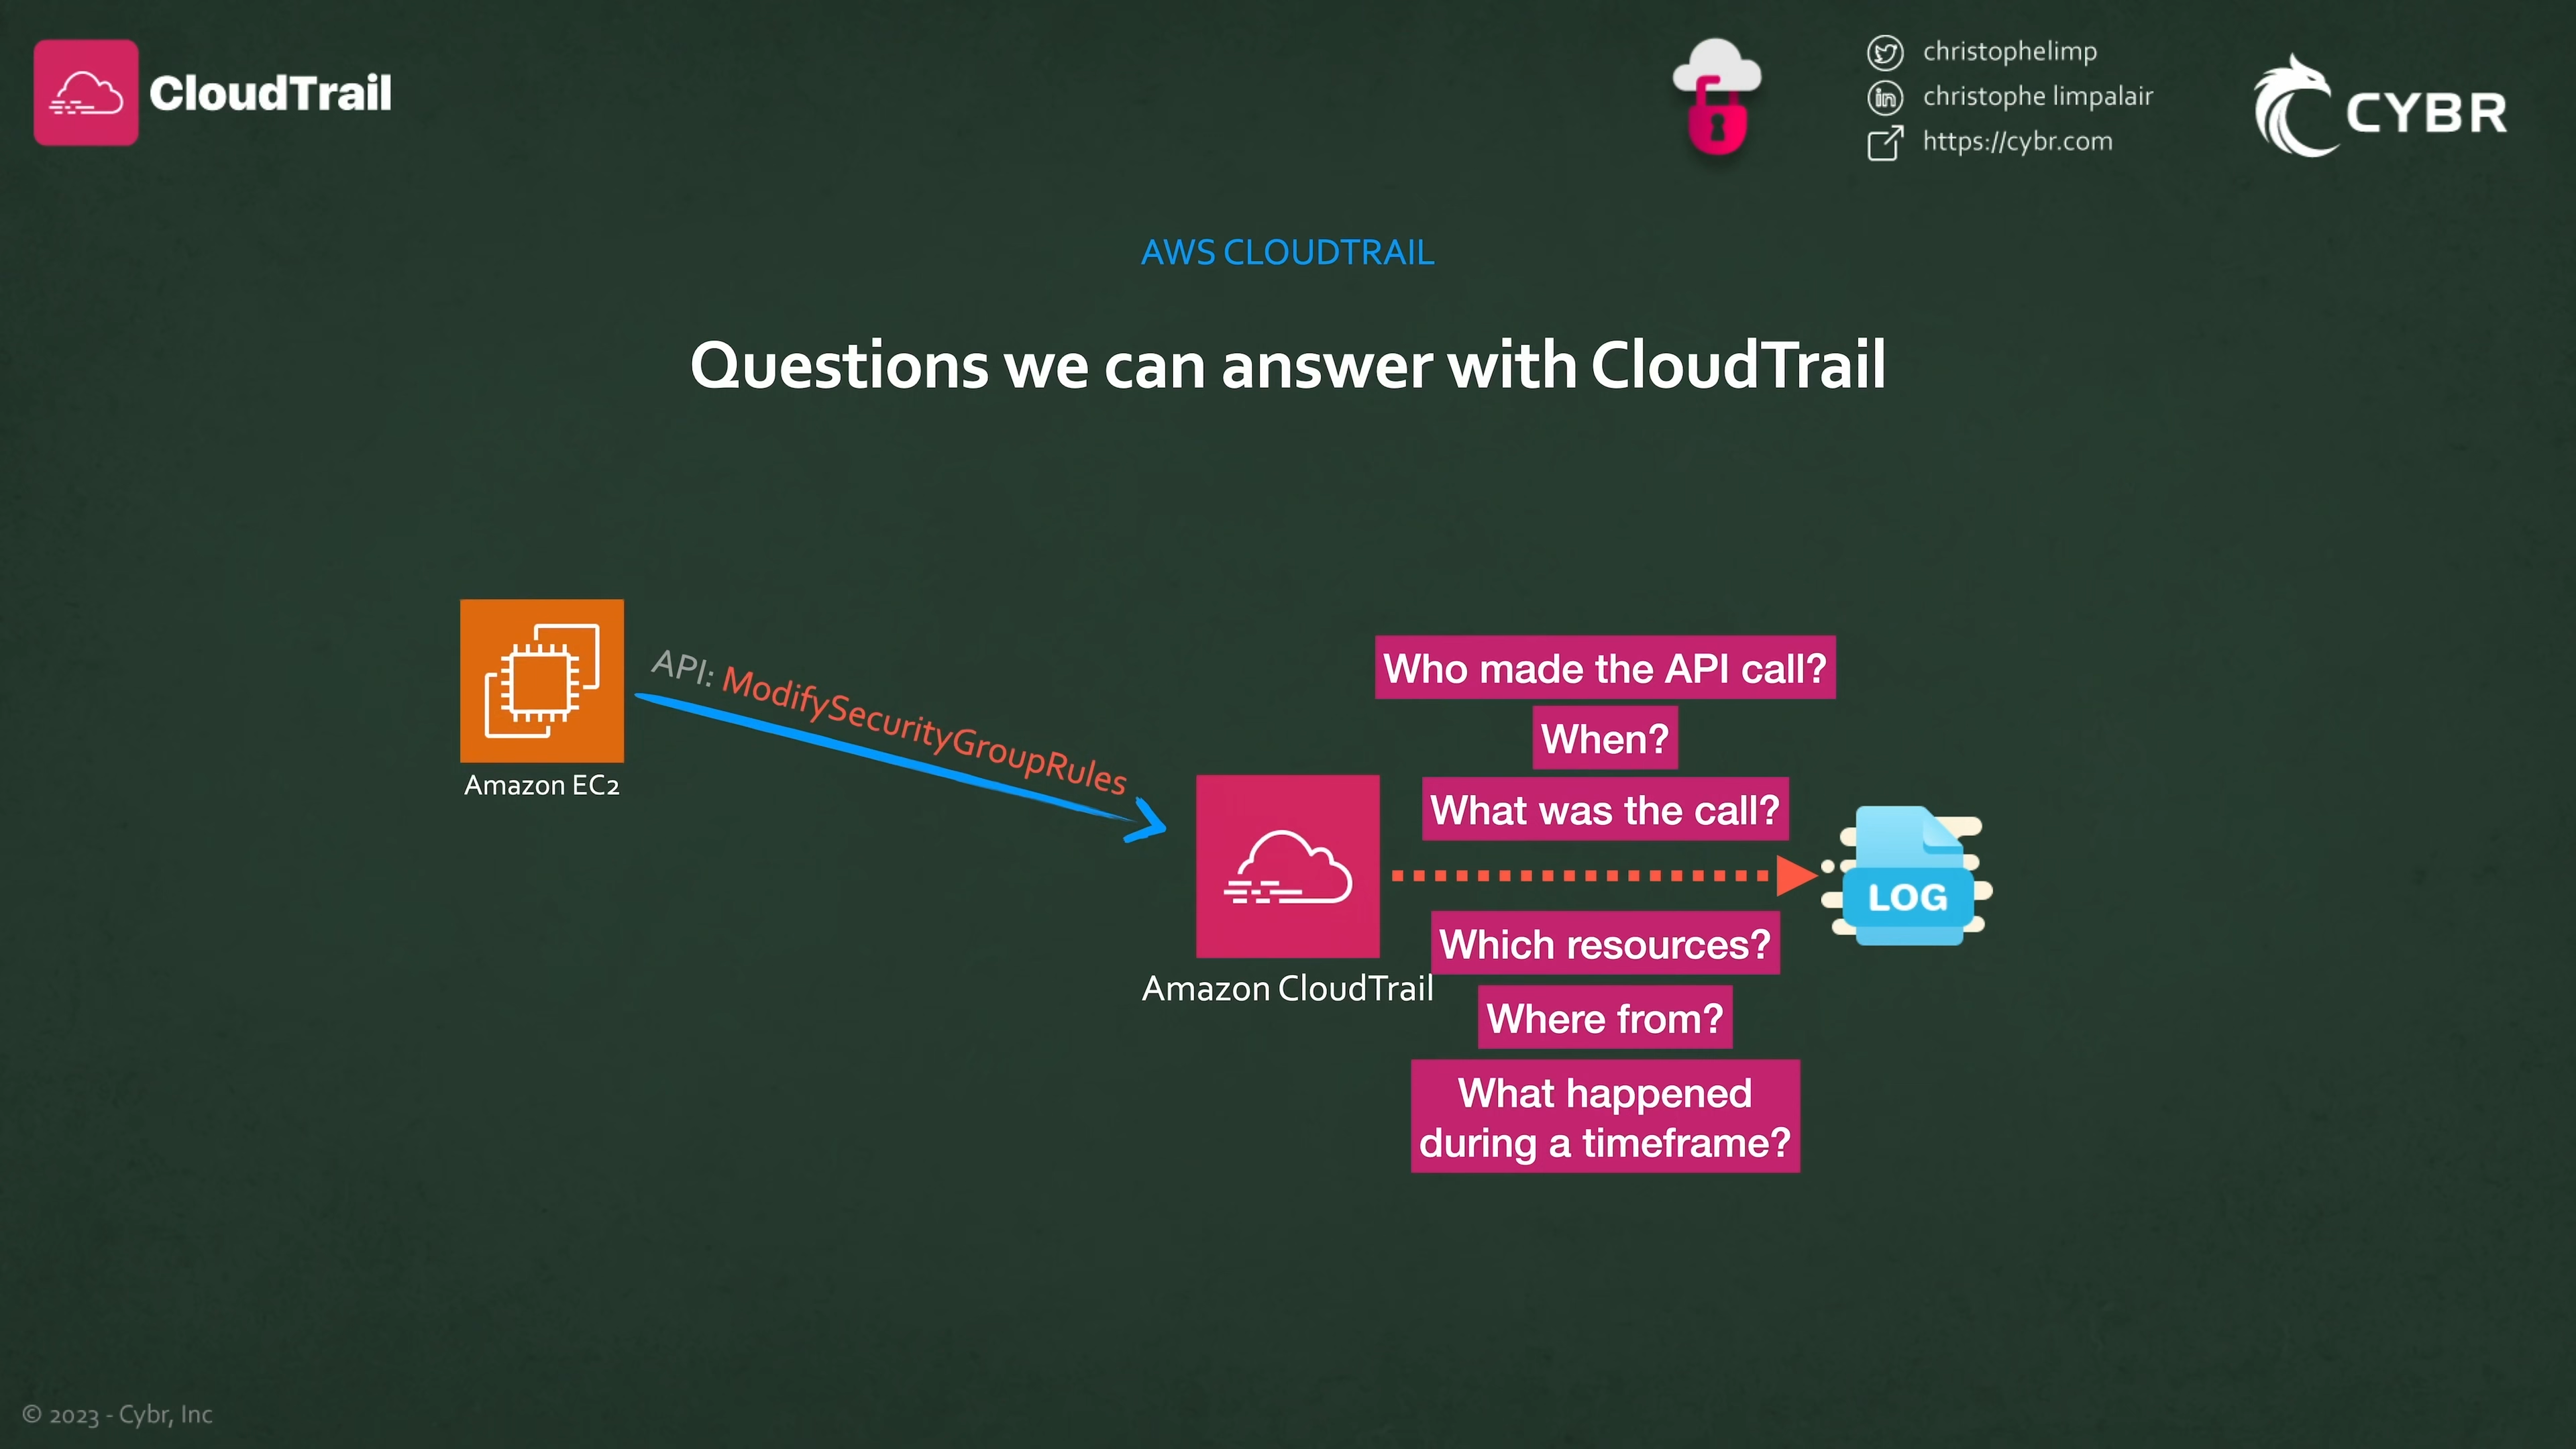 CloudTrail
christophelimp
christophe limpalair
https://cybr.com
CYBR
AWS CLOUDTRAIL
Questions we can answer with CloudTrail
Amazon EC2
API: ModifySecurityGroupRules
Amazon CloudTrail
Who made the API call?
When?
What was the call?
Which resources?
Where from?
What happened
during a timeframe?
LOG
© 2023 - Cybr, Inc